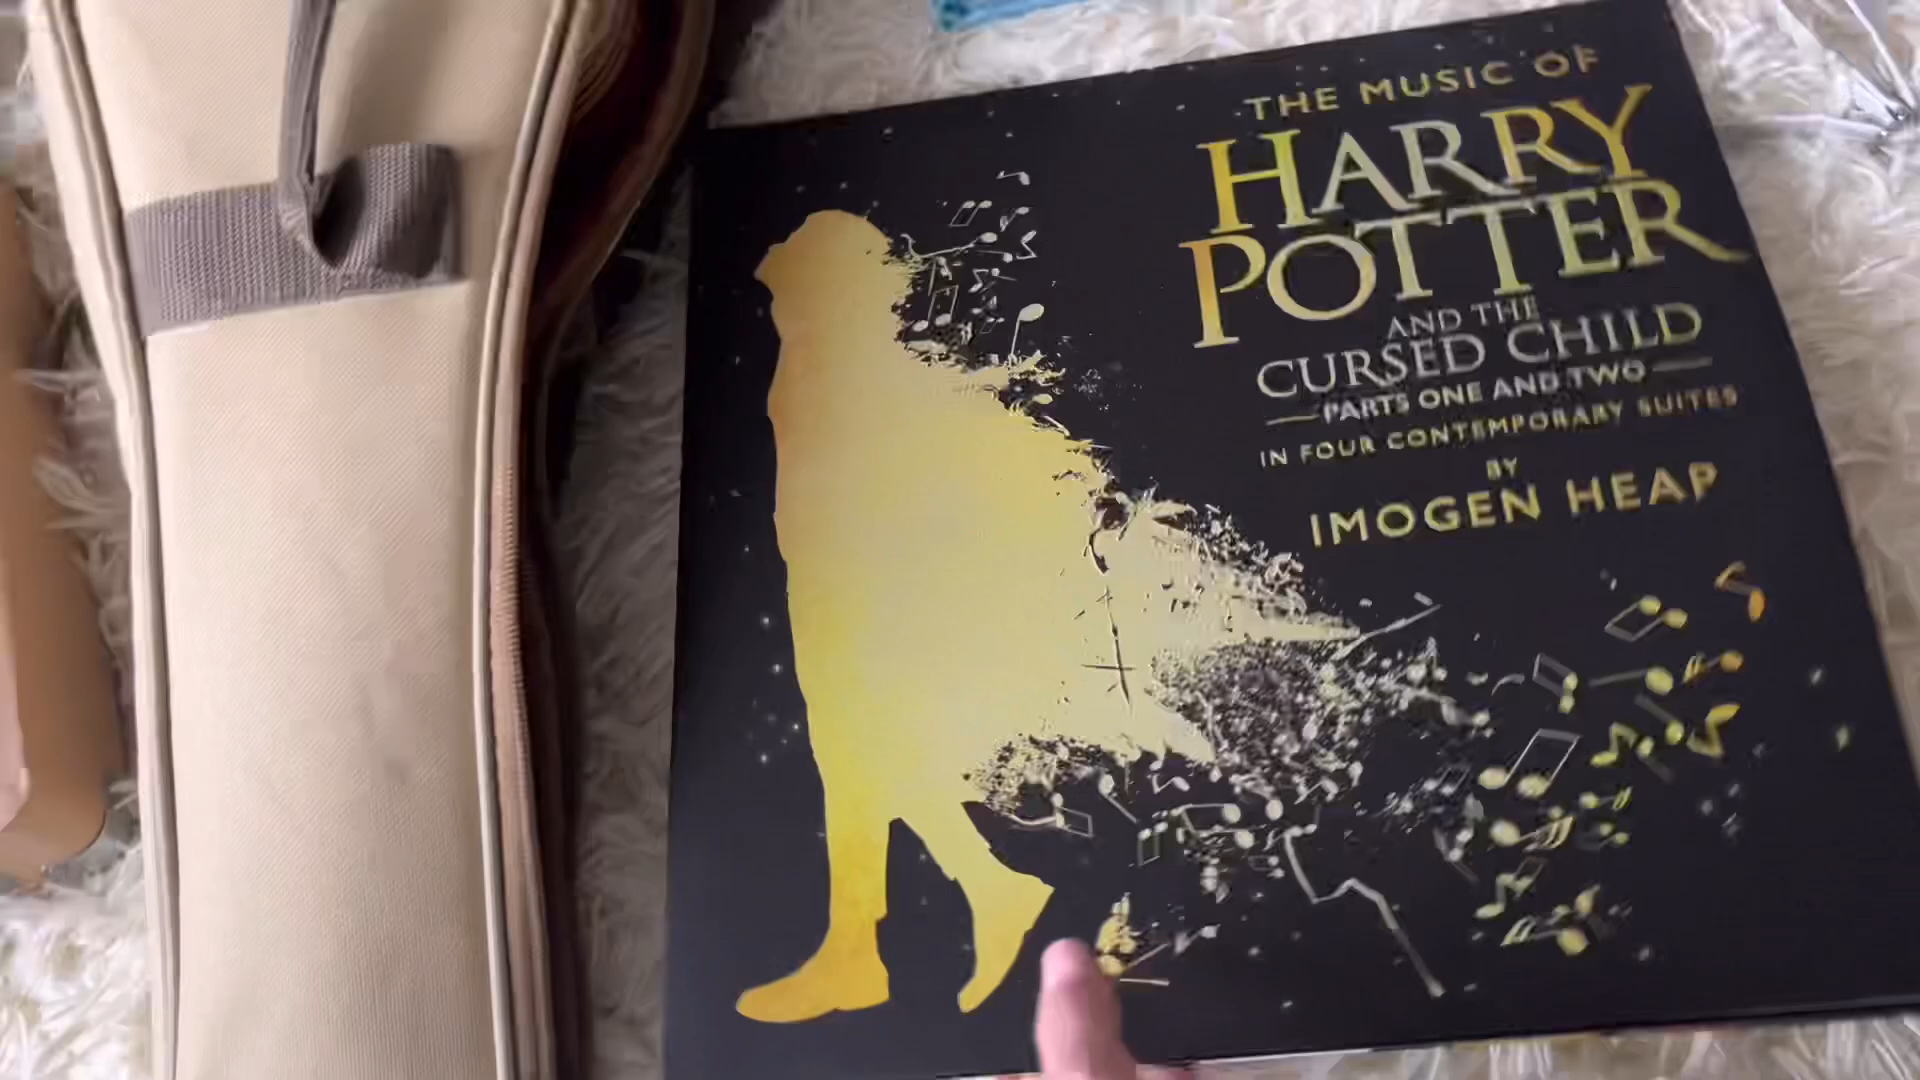 THE MUSIC OF
HARRY
POTTER
AND THE
CURSED CHILD
PARTS ONE AND TWO
IN FOUR CONTEMPORARY SUITES
BY
IMOGEN HEAP